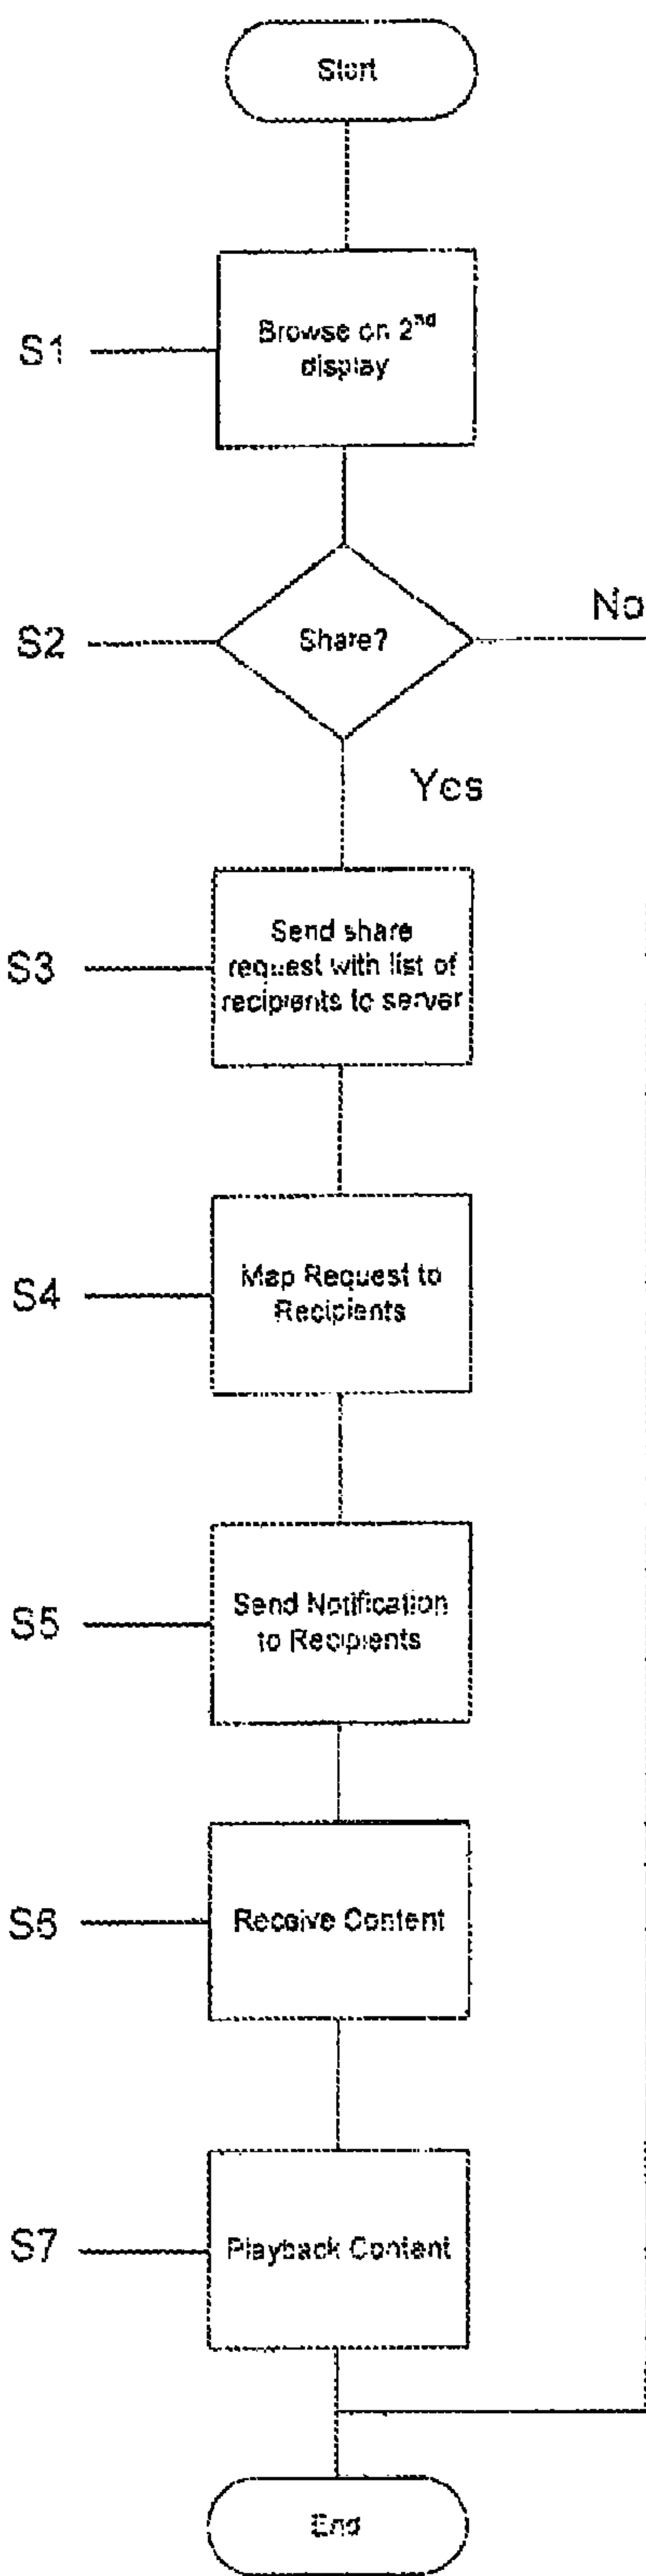 Start
S1
Browse on 2nd
display
S2
Share?
No
Yes
S3
Send share
request with list of
recipients to server
S4
Map Request to
Recipients
S5
Send Notification
to Recipients
S6
Receive Content
S7
Playback Content
End